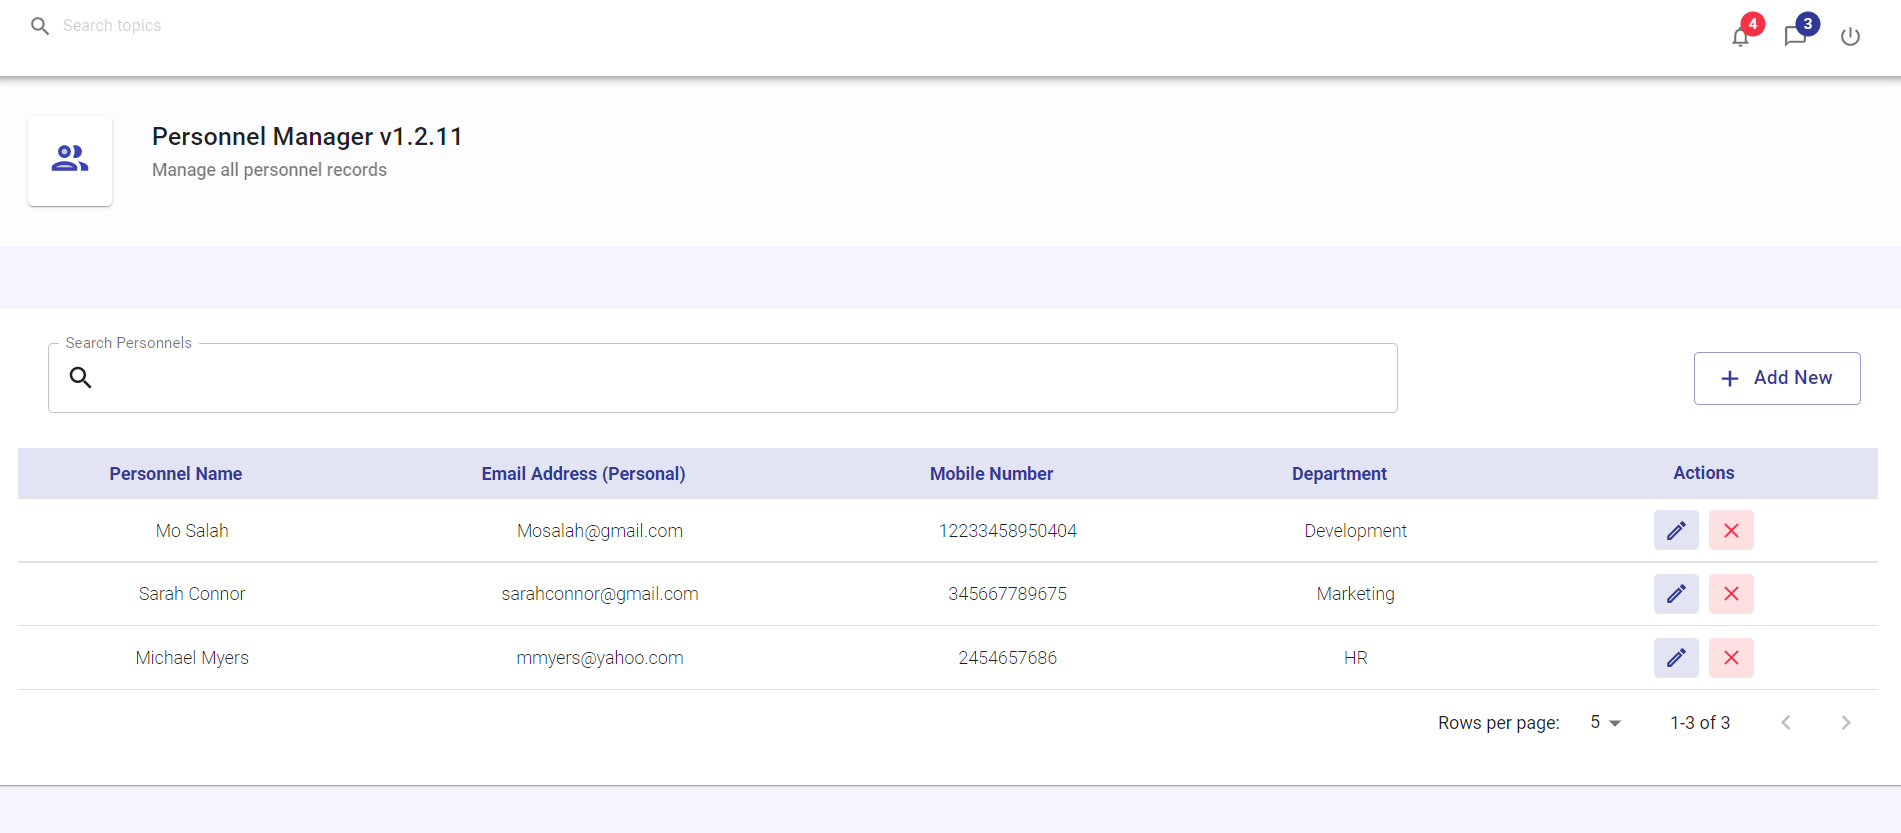 Search topics
4
3
Personnel Manager v1.2.11
Manage all personnel records
Search Personnels
Add New
Personnel Name Email Address (Personal) Mobile Number Department Actions
Mo Salah Mosalah@gmail.com 12233458950404 Development
Sarah Connor sarahconnor@gmail.com 345667789675 Marketing
Michael Myers mmyers@yahoo.com 2454657686 HR
Rows per page: 5 1-3 of 3